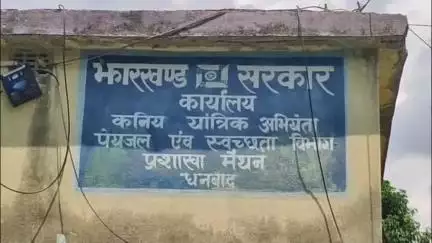 झारखण्ड सरकार
कार्यालय
कनिय यांत्रिक अभियंता
पेयजल एंव स्वच्छता विभाग
प्रशाखा मैथन
धनबाद